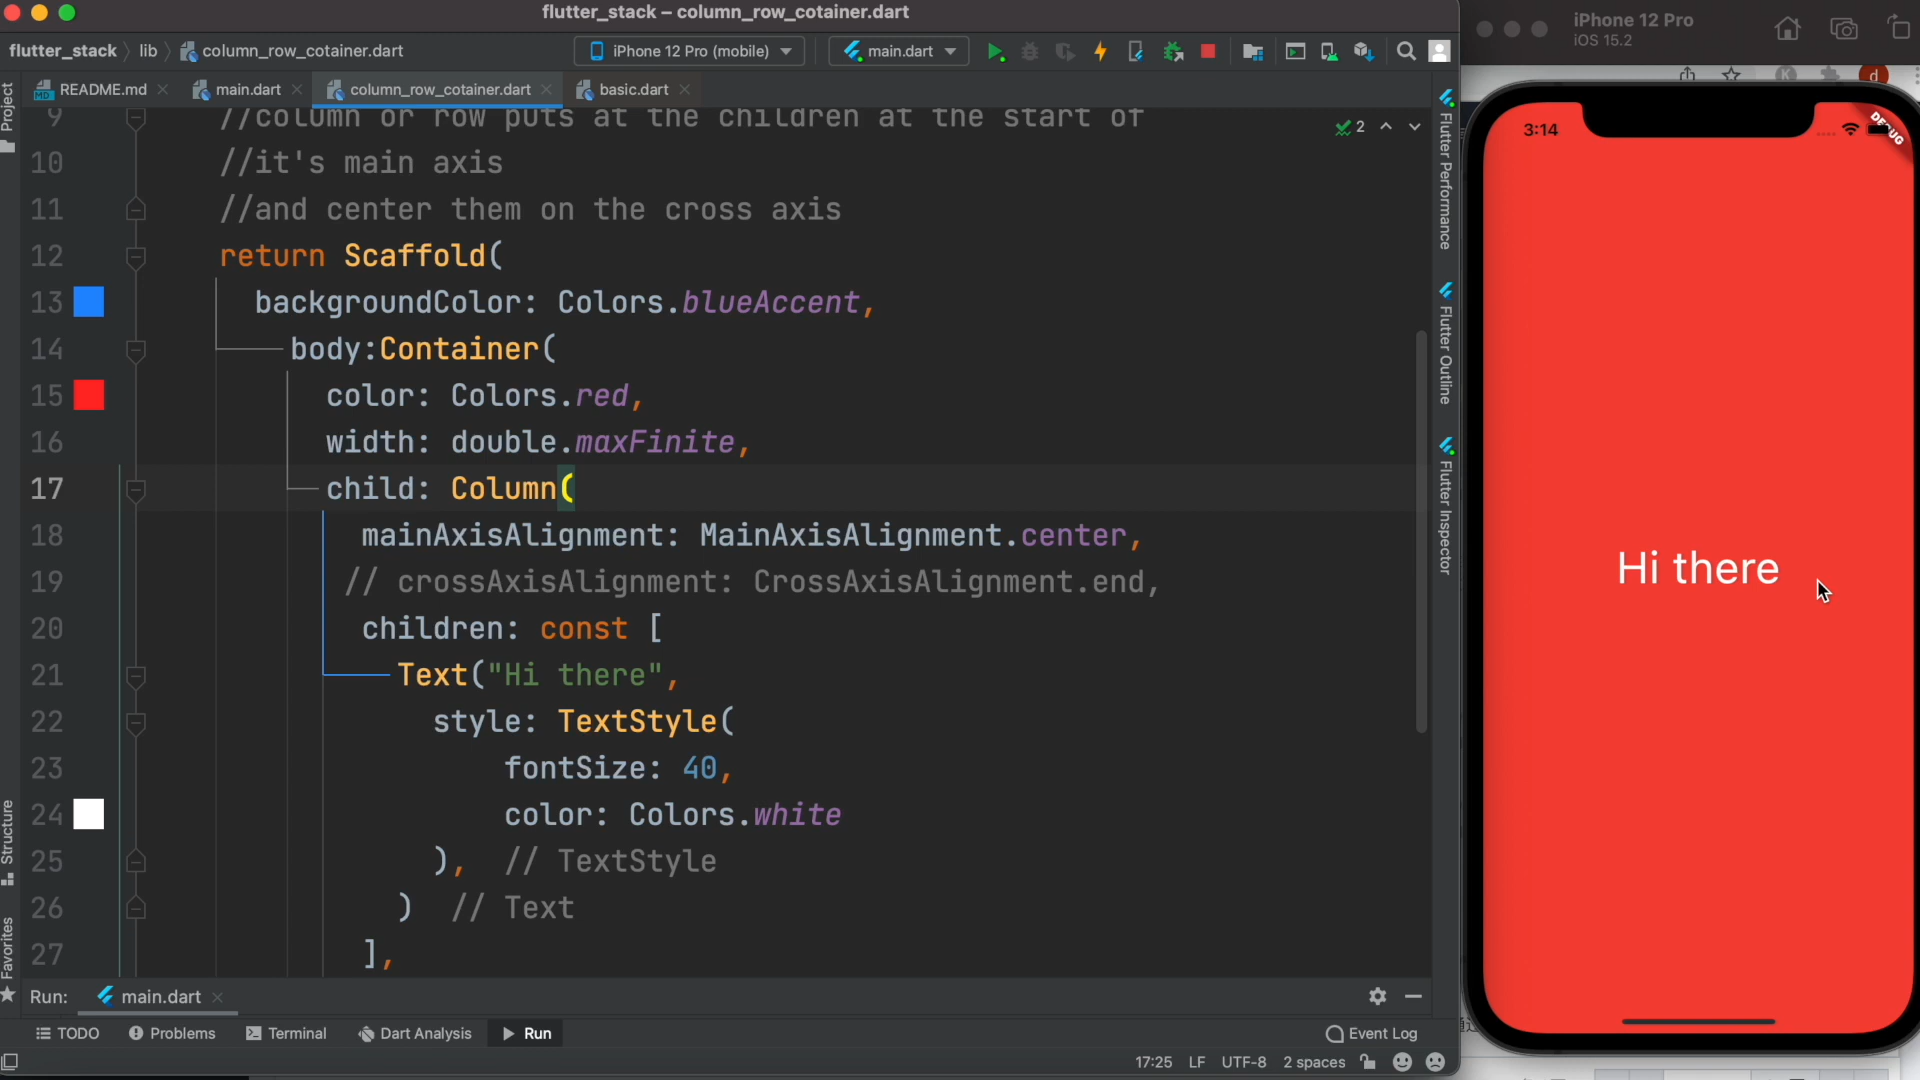 flutter_stack – column_row_cotainer.dart
flutter_stack lib column_row_cotainer.dart
iPhone 12 Pro (mobile)
main.dart
README.md
main.dart
column_row_cotainer.dart
basic.dart
Project
9 //column or row puts at the children at the start of
10 //it's main axis
11 //and center them on the cross axis
12 return Scaffold(
13 backgroundColor: Colors.blueAccent,
14 body:Container(
15 color: Colors.red,
16 width: double.maxFinite,
17 child: Column(
18 mainAxisAlignment: MainAxisAlignment.center,
19 // crossAxisAlignment: CrossAxisAlignment.end,
20 children: const [
21 Text("Hi there",
22 style: TextStyle(
23 fontSize: 40,
24 color: Colors.white
25 ), // TextStyle
26 ) // Text
27 ],
2
Structure
Favorites
Flutter Performance
Flutter Outline
Flutter Inspector
Run: main.dart
TODO
Problems
Terminal
Dart Analysis
Run
Event Log
17:25 LF UTF-8 2 spaces
iPhone 12 Pro
iOS 15.2
K
d
3:14
DEBUG
Hi there